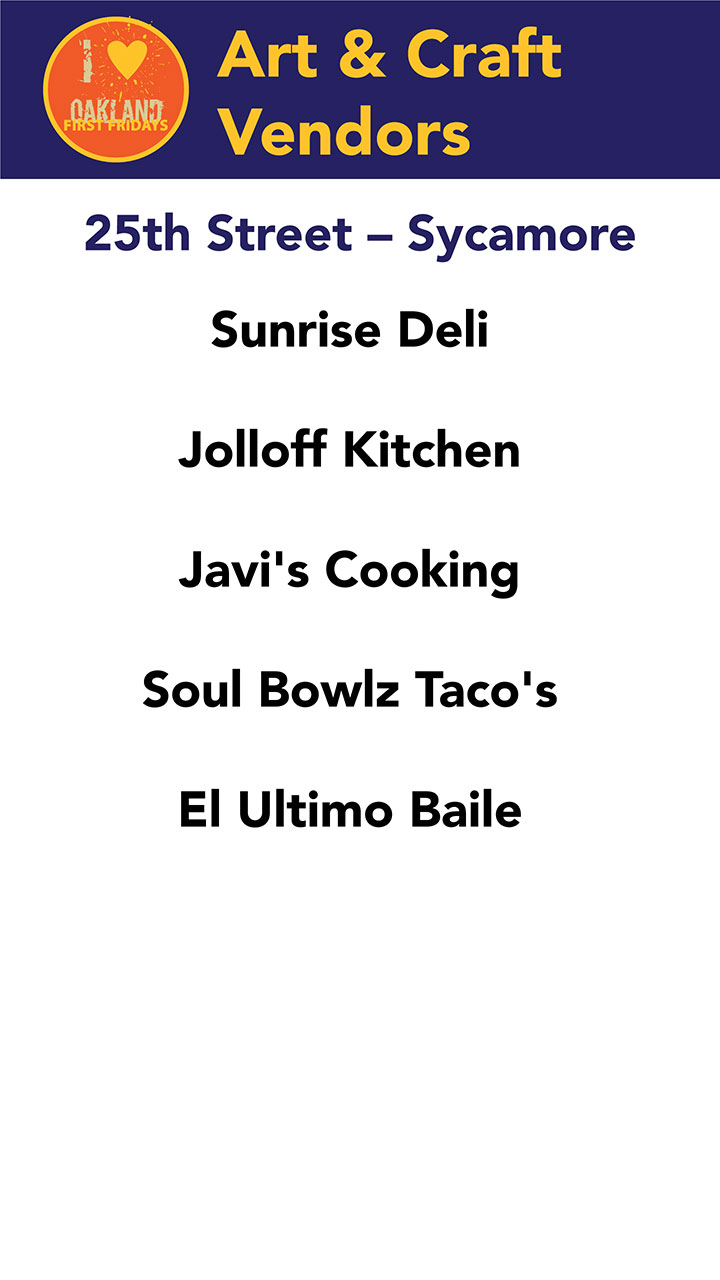 I
OAKLAND
FIRST FRIDAYS
Art & Craft
Vendors
25th Street – Sycamore
Sunrise Deli
Jolloff Kitchen
Javi's Cooking
Soul Bowlz Taco's
El Ultimo Baile